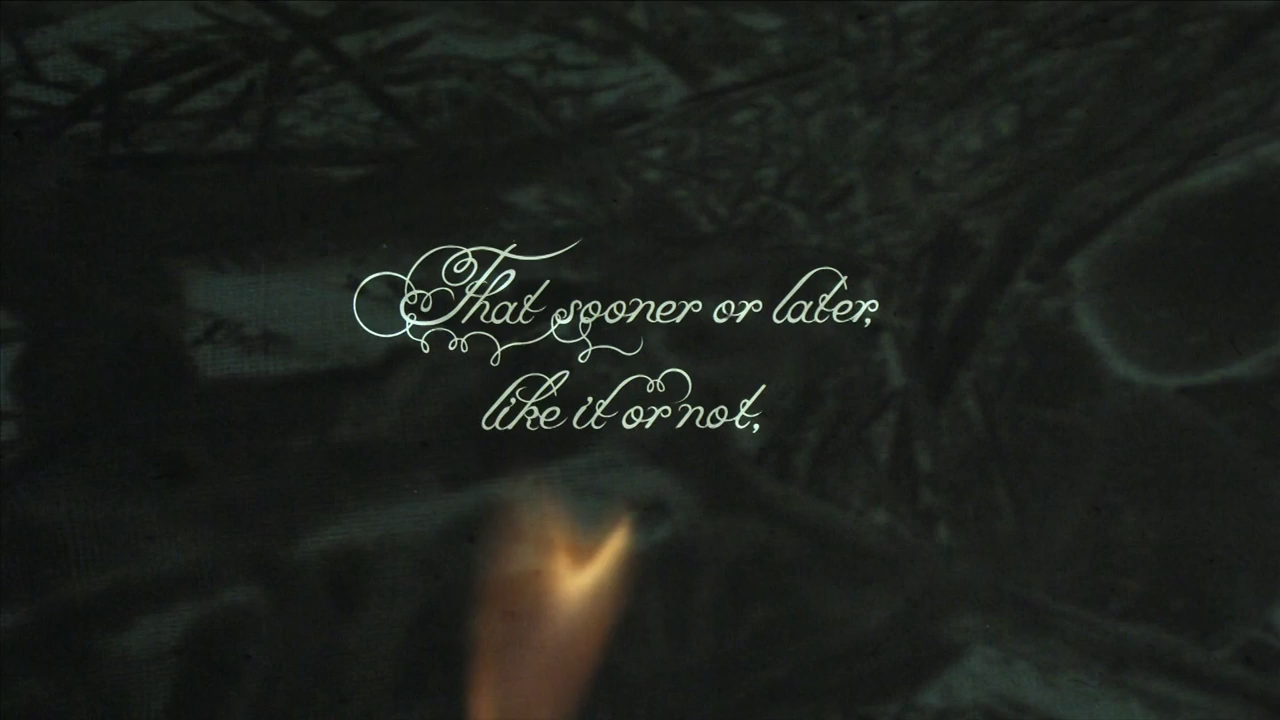 That sooner or later,
like it or not,